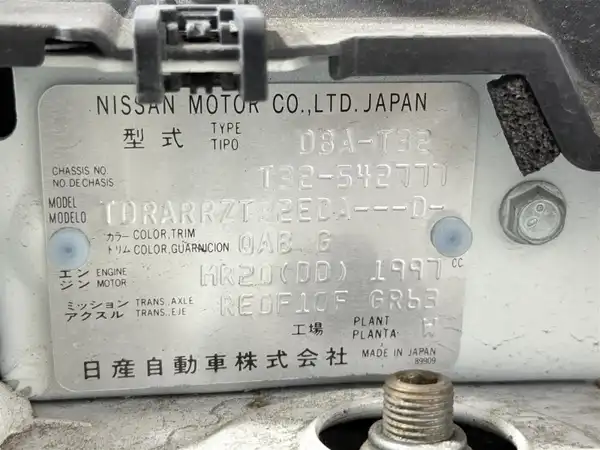 NISSAN MOTOR CO.,LTD. JAPAN
型式 TYPE TIPO DBA-T32
CHASSIS NO. NO DE CHASIS T32-542777
MODEL MODELO
カラー COLOR,TRIM
トリム COLOR,GUARNICION QAB G
エンジン ENGINE MOTOR MR20(DD) 1997 CC
ミッション TRANS.,AXLE
アクスル TRANS.,EJE RE0F10F GR63
工場 PLANT PLANTA W
日産自動車株式会社 MADE IN JAPAN
89909